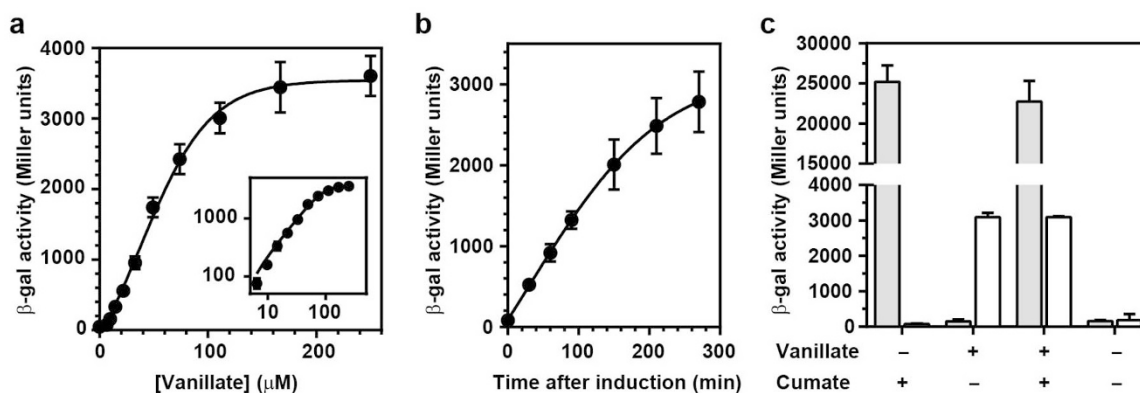 a
β-gal activity (Miller units)
4000
3000
2000
1000
0
1000
100
10
100
0
100
200
[Vanillate] (μM)
b
β-gal activity (Miller units)
3000
2000
1000
0
0
100
200
300
Time after induction (min)
c
β-gal activity (Miller units)
30000
25000
20000
15000
4000
3000
2000
1000
0
Vanillate – + + –
Cumate + – + –